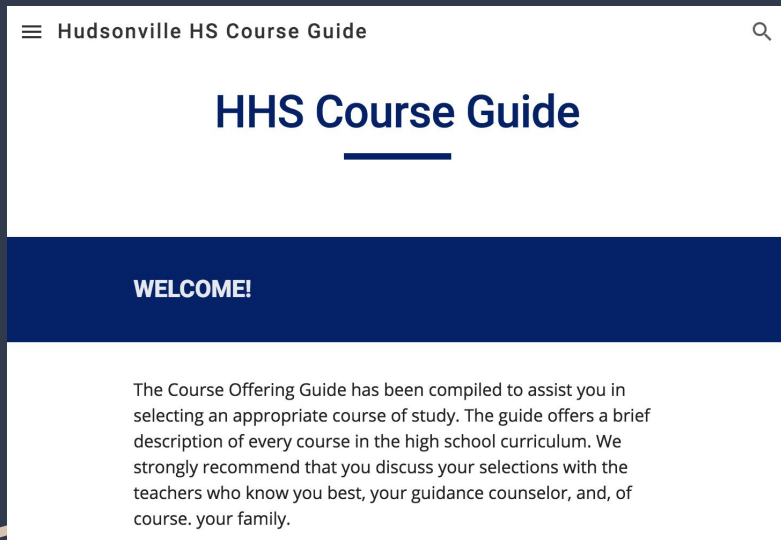 Hudsonville HS Course Guide
HHS Course Guide
WELCOME!
The Course Offering Guide has been compiled to assist you in
selecting an appropriate course of study. The guide offers a brief
description of every course in the high school curriculum. We
strongly recommend that you discuss your selections with the
teachers who know you best, your guidance counselor, and, of
course. your family.